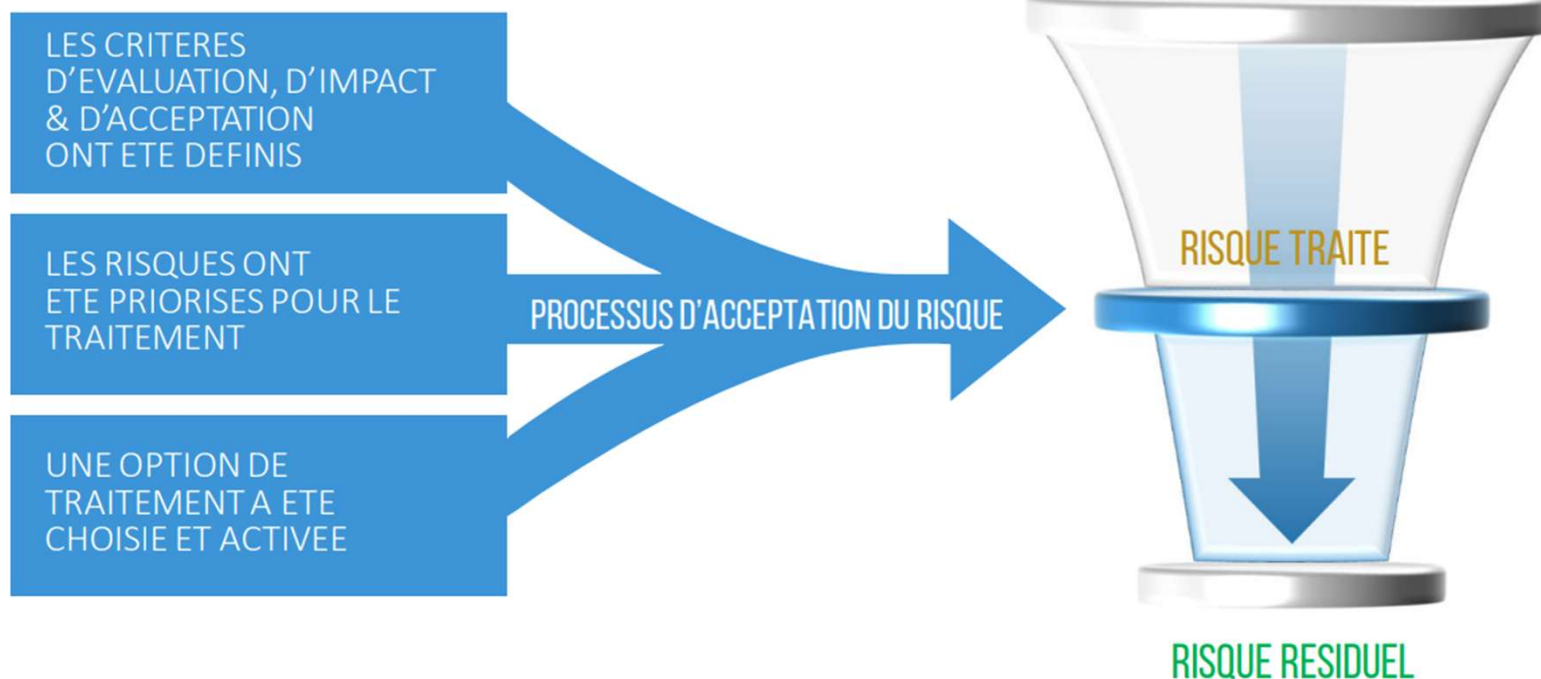 LES CRITERES
D’EVALUATION, D’IMPACT
& D’ACCEPTATION
ONT ETE DEFINIS
LES RISQUES ONT
ETE PRIORISES POUR LE
TRAITEMENT
UNE OPTION DE
TRAITEMENT A ETE
CHOISIE ET ACTIVEE
PROCESSUS D’ACCEPTATION DU RISQUE
RISQUE TRAITE
RISQUE RESIDUEL